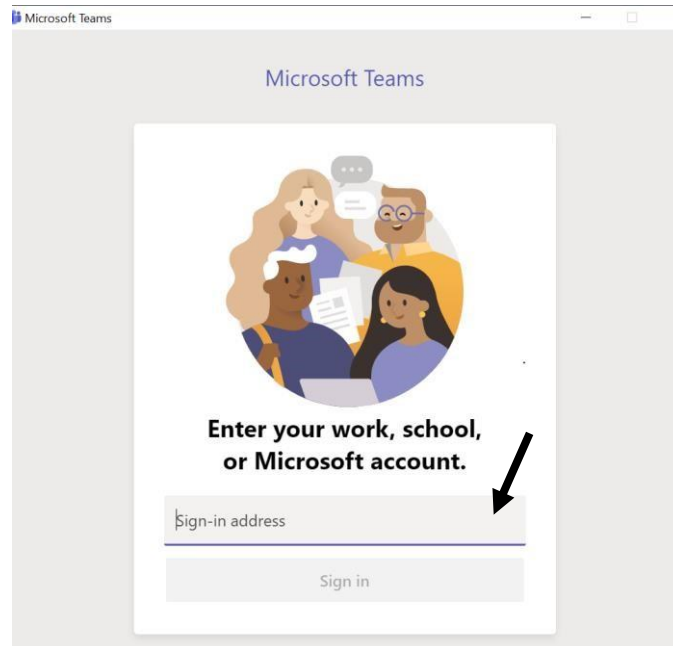 Microsoft Teams
Microsoft Teams
Enter your work, school,
or Microsoft account.
Sign-in address
Sign in